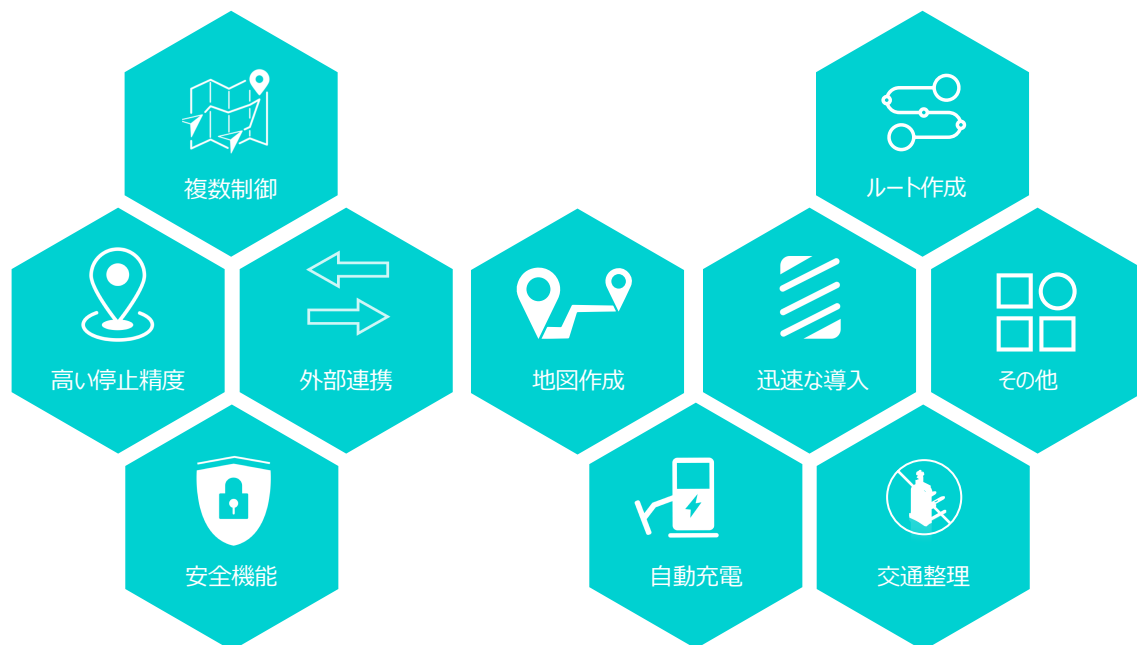 複数制御
ルート作成
高い停止精度
外部連携
地図作成
迅速な導入
その他
安全機能
自動充電
交通整理